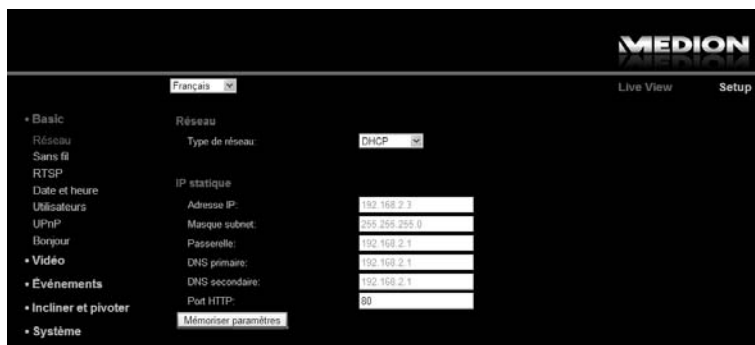 MEDION
Français
Live View Setup
• Basic
Réseau
Sans fil
RTSP
Date et heure
Utilisateurs
UPnP
Bonjour
• Vidéo
• Événements
• Incliner et pivoter
• Système
Réseau
Type de réseau: DHCP
IP statique
Adresse IP: 192.168.2.3
Masque subnet: 255.255.255.0
Passerelle: 192.168.2.1
DNS primaire: 192.168.2.1
DNS secondaire: 192.168.2.1
Port HTTP: 80
Mémoriser paramètres